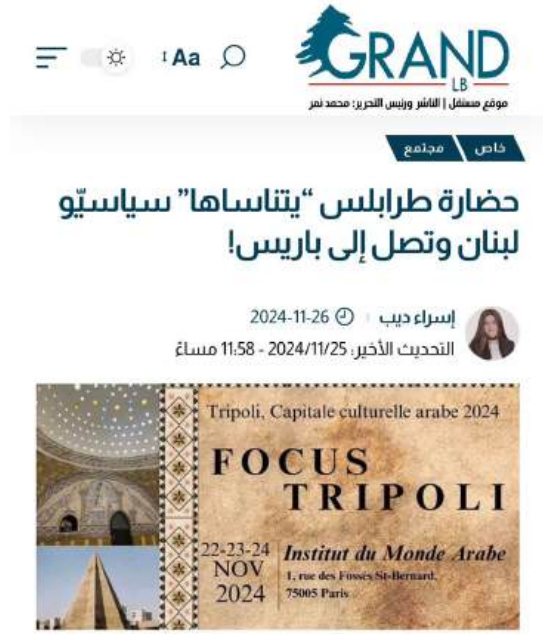 Aa
GRAND
LB
موقع مستقل | الناشر ورئيس التحرير: محمد نمر
خاص
مجتمع
حضارة طرابلس “يتناساها” سياسيّو
لبنان وتصل إلى باريس!
إسراء ديب
2024-11-26
التحديث الأخير: 2024/11/25 - 11:58 مساءً
Tripoli, Capitale culturelle arabe 2024
FOCUS
TRIPOLI
22-23-24
NOV
2024
Institut du Monde Arabe
1, rue des Fossés St-Bernard,
75005 Paris